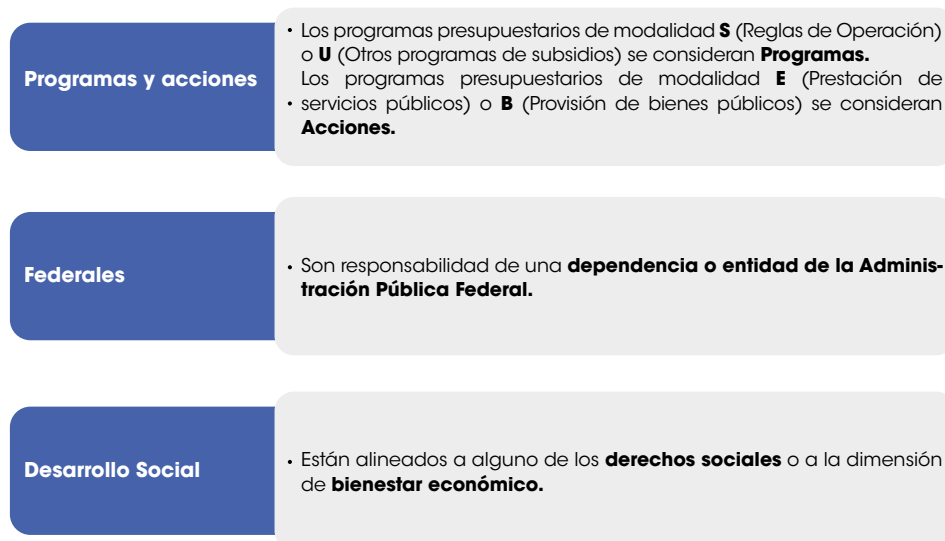 Programas y acciones
• Los programas presupuestarios de modalidad S (Reglas de Operación)
o U (Otros programas de subsidios) se consideran Programas.
Los programas presupuestarios de modalidad E (Prestación de
• servicios públicos) o B (Provisión de bienes públicos) se consideran
Acciones.
Federales
• Son responsabilidad de una dependencia o entidad de la Adminis-
tración Pública Federal.
Desarrollo Social
• Están alineados a alguno de los derechos sociales o a la dimensión
de bienestar económico.